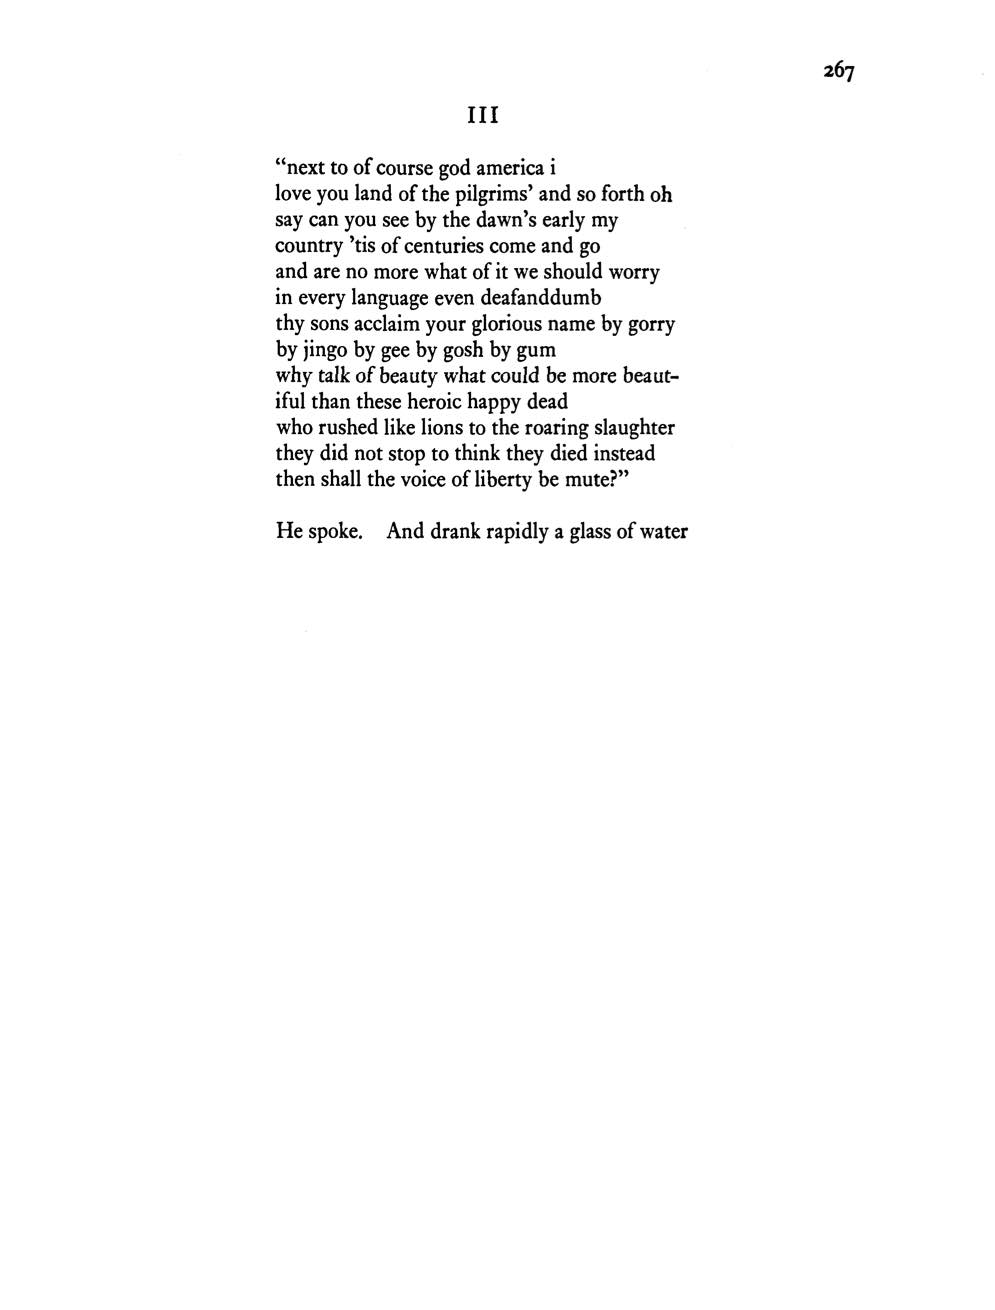 267
III
“next to of course god america i
love you land of the pilgrims’ and so forth oh
say can you see by the dawn’s early my
country ’tis of centuries come and go
and are no more what of it we should worry
in every language even deafanddumb
thy sons acclaim your glorious name by gorry
by jingo by gee by gosh by gum
why talk of beauty what could be more beaut-
iful than these heroic happy dead
who rushed like lions to the roaring slaughter
they did not stop to think they died instead
then shall the voice of liberty be mute?”
He spoke. And drank rapidly a glass of water